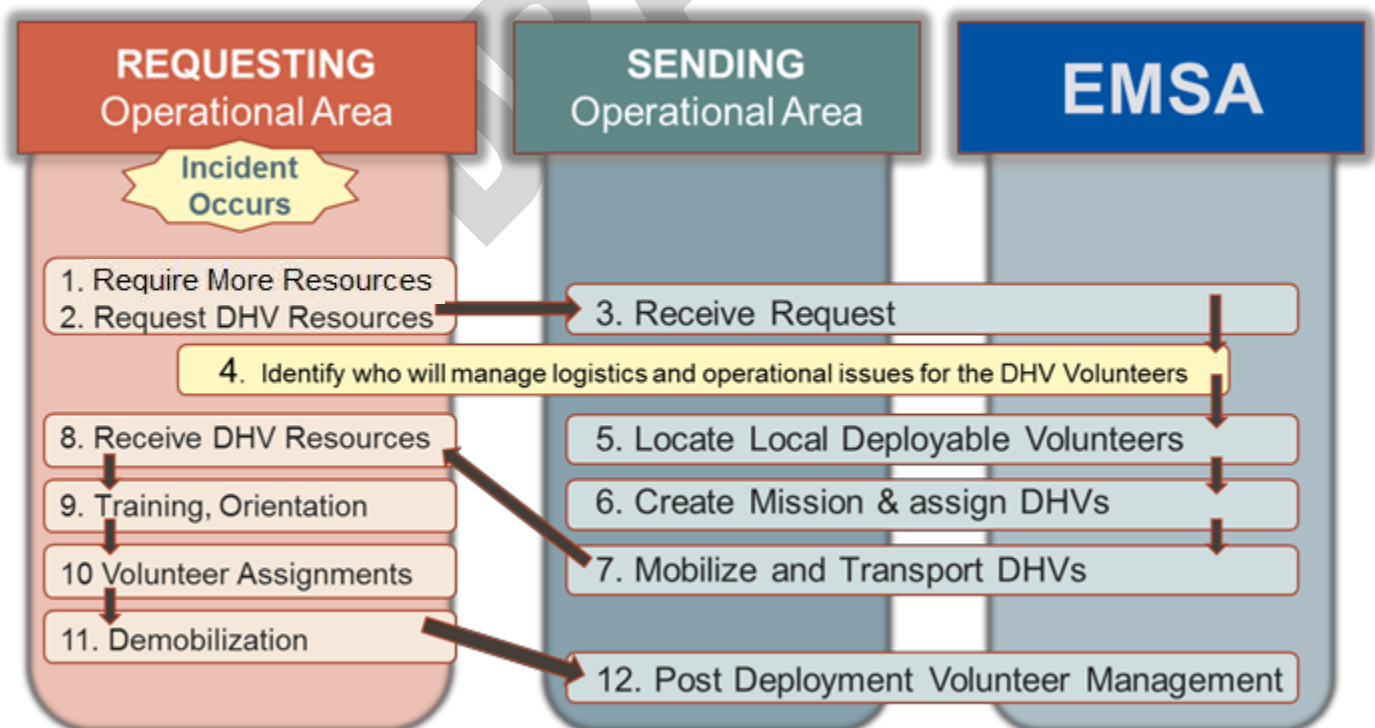 REQUESTING
Operational Area
SENDING
Operational Area
EMSA
Incident
Occurs
1. Require More Resources
2. Request DHV Resources
3. Receive Request
4. Identify who will manage logistics and operational issues for the DHV Volunteers
5. Locate Local Deployable Volunteers
6. Create Mission & assign DHVs
7. Mobilize and Transport DHVs
8. Receive DHV Resources
9. Training, Orientation
10 Volunteer Assignments
11. Demobilization
12. Post Deployment Volunteer Management